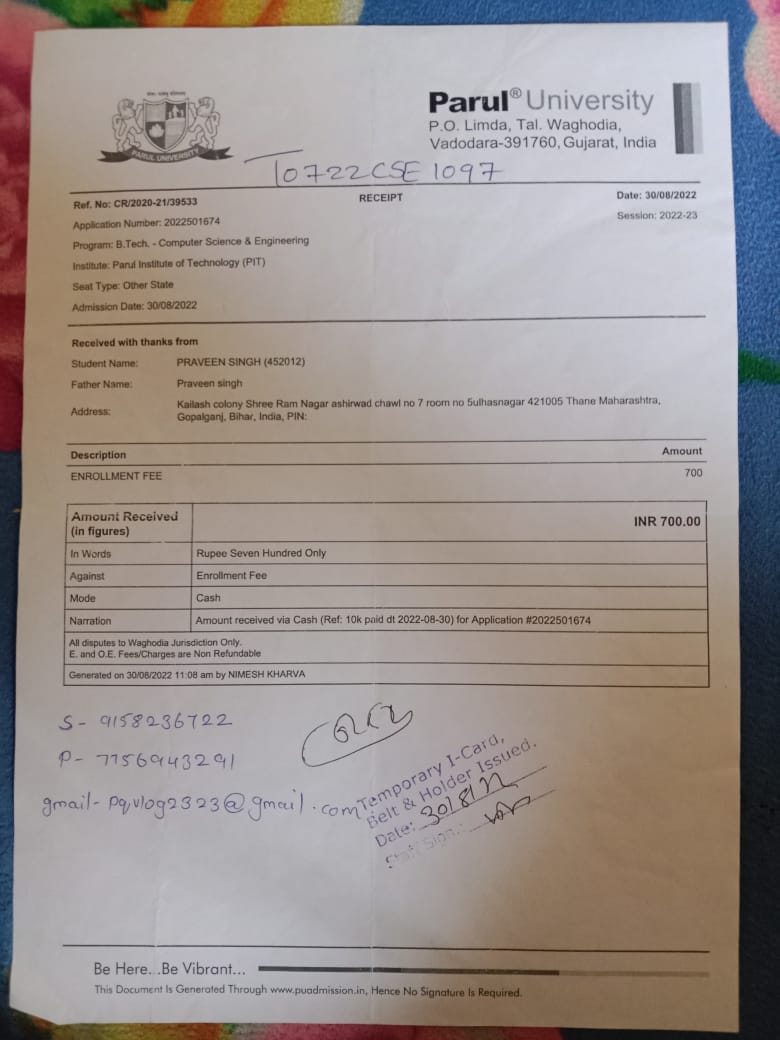 PARUL UNIVERSITY
Parul® University
P.O. Limda, Tal. Waghodia,
Vadodara-391760, Gujarat, India
T0722CSE1097
Ref. No: CR/2020-21/39533 RECEIPT Date: 30/08/2022
Application Number: 2022501674 Session: 2022-23
Program: B.Tech. - Computer Science & Engineering
Institute: Parul Institute of Technology (PIT)
Seat Type: Other State
Admission Date: 30/08/2022
Received with thanks from
Student Name: PRAVEEN SINGH (452012)
Father Name: Praveen singh
Address: Kailash colony Shree Ram Nagar ashirwad chawl no 7 room no 5ulhasnagar 421005 Thane Maharashtra,
Gopalganj, Bihar, India, PIN:
Description Amount
ENROLLMENT FEE 700
Amount Received
(in figures) INR 700.00
In Words Rupee Seven Hundred Only
Against Enrollment Fee
Mode Cash
Narration Amount received via Cash (Ref: 10k paid dt 2022-08-30) for Application #2022501674
All disputes to Waghodia Jurisdiction Only.
E. and O.E. Fees/Charges are Non Refundable
Generated on 30/08/2022 11:08 am by NIMESH KHARVA
S- 9158236722
P- 7756943291
gmail- pqvlog2323@gmail.com
Temporary I-Card,
Belt & Holder Issued.
Date: 30/8/22
Staff Sign.:
Be Here...Be Vibrant...
This Document Is Generated Through www.puadmission.in, Hence No Signature Is Required.